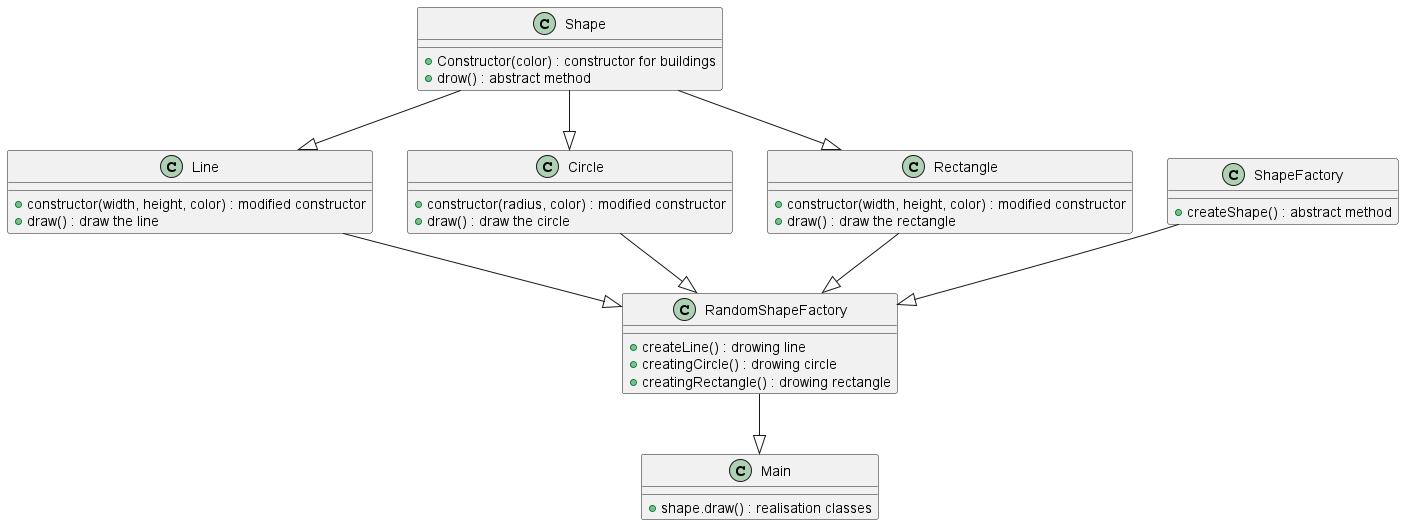 C Shape
Constructor(color) : constructor for buildings
drow() : abstract method
C Line
constructor(width, height, color) : modified constructor
draw() : draw the line
C Circle
constructor(radius, color) : modified constructor
draw() : draw the circle
C Rectangle
constructor(width, height, color) : modified constructor
draw() : draw the rectangle
C ShapeFactory
createShape() : abstract method
C RandomShapeFactory
createLine() : drowing line
creatingCircle() : drowing circle
creatingRectangle() : drowing rectangle
C Main
shape.draw() : realisation classes